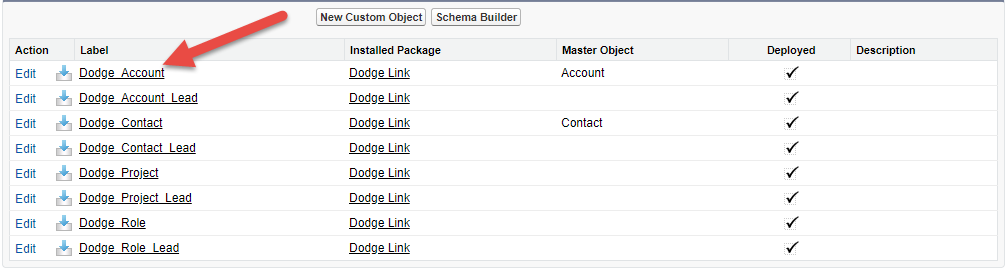 New Custom Object Schema Builder
Action Label Installed Package Master Object Deployed Description
Edit Dodge_Account Dodge Link Account
Edit Dodge_Account_Lead Dodge Link
Edit Dodge_Contact Dodge Link Contact
Edit Dodge_Contact_Lead Dodge Link
Edit Dodge_Project Dodge Link
Edit Dodge_Project_Lead Dodge Link
Edit Dodge_Role Dodge Link
Edit Dodge_Role_Lead Dodge Link